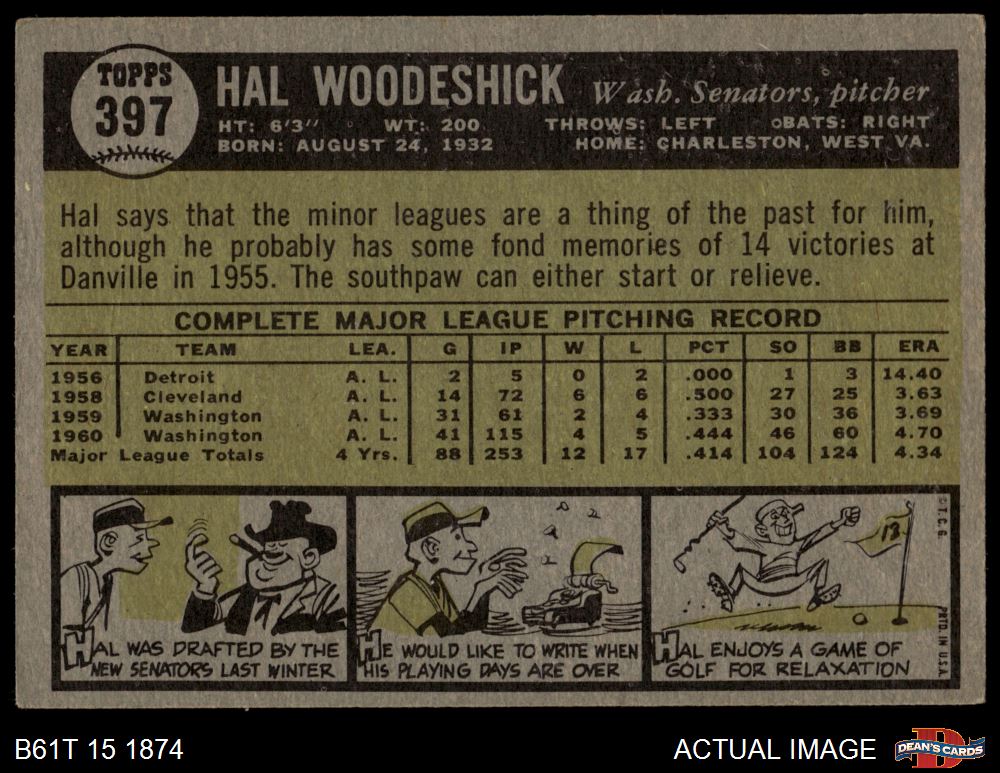 TOPPS
397
HAL WOODESHICK Wash. Senators, pitcher
HT: 6'3" WT: 200 THROWS: LEFT BATS: RIGHT
BORN: AUGUST 24, 1932 HOME: CHARLESTON, WEST VA.
Hal says that the minor leagues are a thing of the past for him,
although he probably has some fond memories of 14 victories at
Danville in 1955. The southpaw can either start or relieve.
COMPLETE MAJOR LEAGUE PITCHING RECORD
YEAR TEAM LEA. G IP W L PCT SO BB ERA
1956 Detroit A. L. 2 5 0 2 .000 1 3 14.40
1958 Cleveland A. L. 14 72 6 6 .500 27 25 3.63
1959 Washington A. L. 31 61 2 4 .333 30 36 3.69
1960 Washington A. L. 41 115 4 5 .444 46 60 4.70
Major League Totals 4 Yrs. 88 253 12 17 .414 104 124 4.34
HAL WAS DRAFTED BY THE
NEW SENATORS LAST WINTER
HE WOULD LIKE TO WRITE WHEN
HIS PLAYING DAYS ARE OVER
18
HAL ENJOYS A GAME OF
GOLF FOR RELAXATION
© T. C. G.
PRTD. IN U.S.A.
B61T 15 1874
ACTUAL IMAGE
D
DEAN'S CARDS